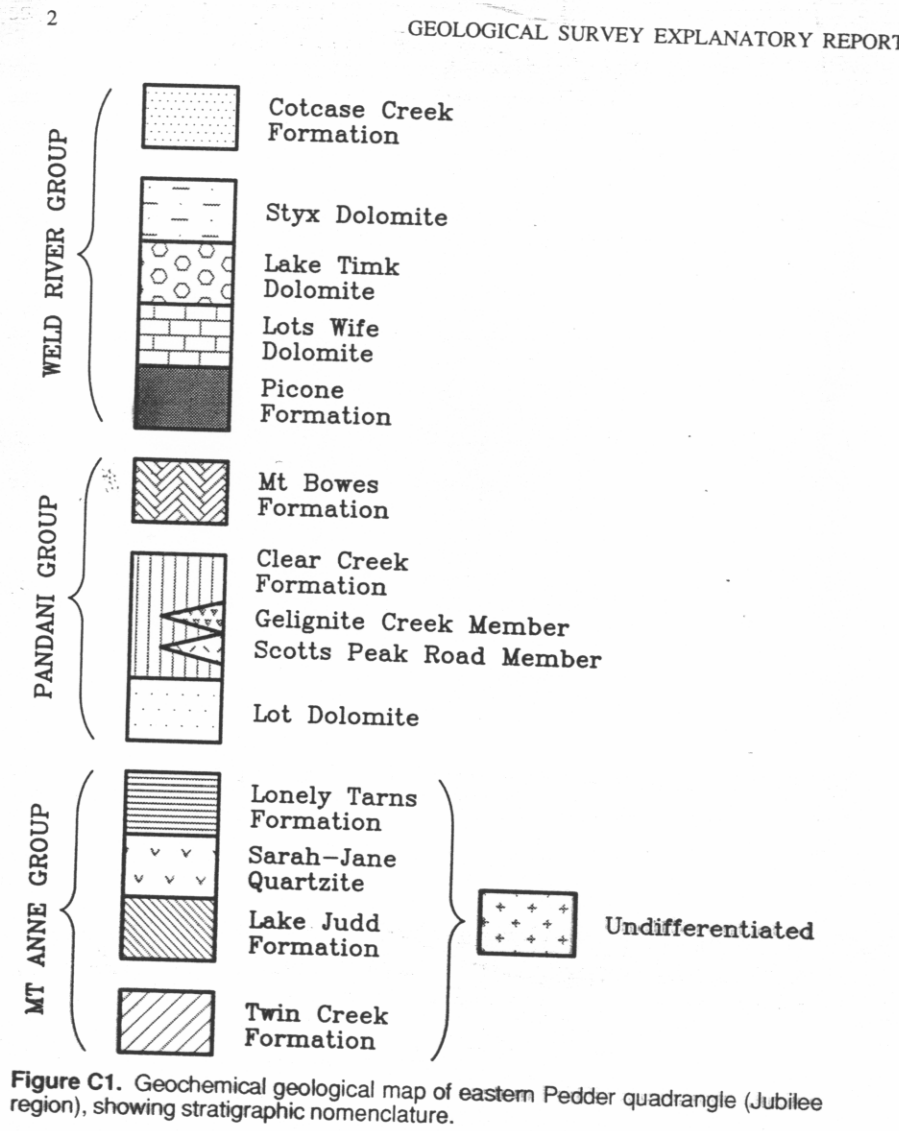 2
GEOLOGICAL SURVEY EXPLANATORY REPORT
WELD RIVER GROUP
Cotcase Creek
Formation
Styx Dolomite
Lake Timk
Dolomite
Lots Wife
Dolomite
Picone
Formation
PANDANI GROUP
Mt Bowes
Formation
Clear Creek
Formation
Gelignite Creek Member
Scotts Peak Road Member
Lot Dolomite
MT ANNE GROUP
Lonely Tarns
Formation
Sarah-Jane
Quartzite
Lake Judd
Formation
Twin Creek
Formation
Undifferentiated
Figure C1. Geochemical geological map of eastern Pedder quadrangle (Jubilee
region), showing stratigraphic nomenclature.